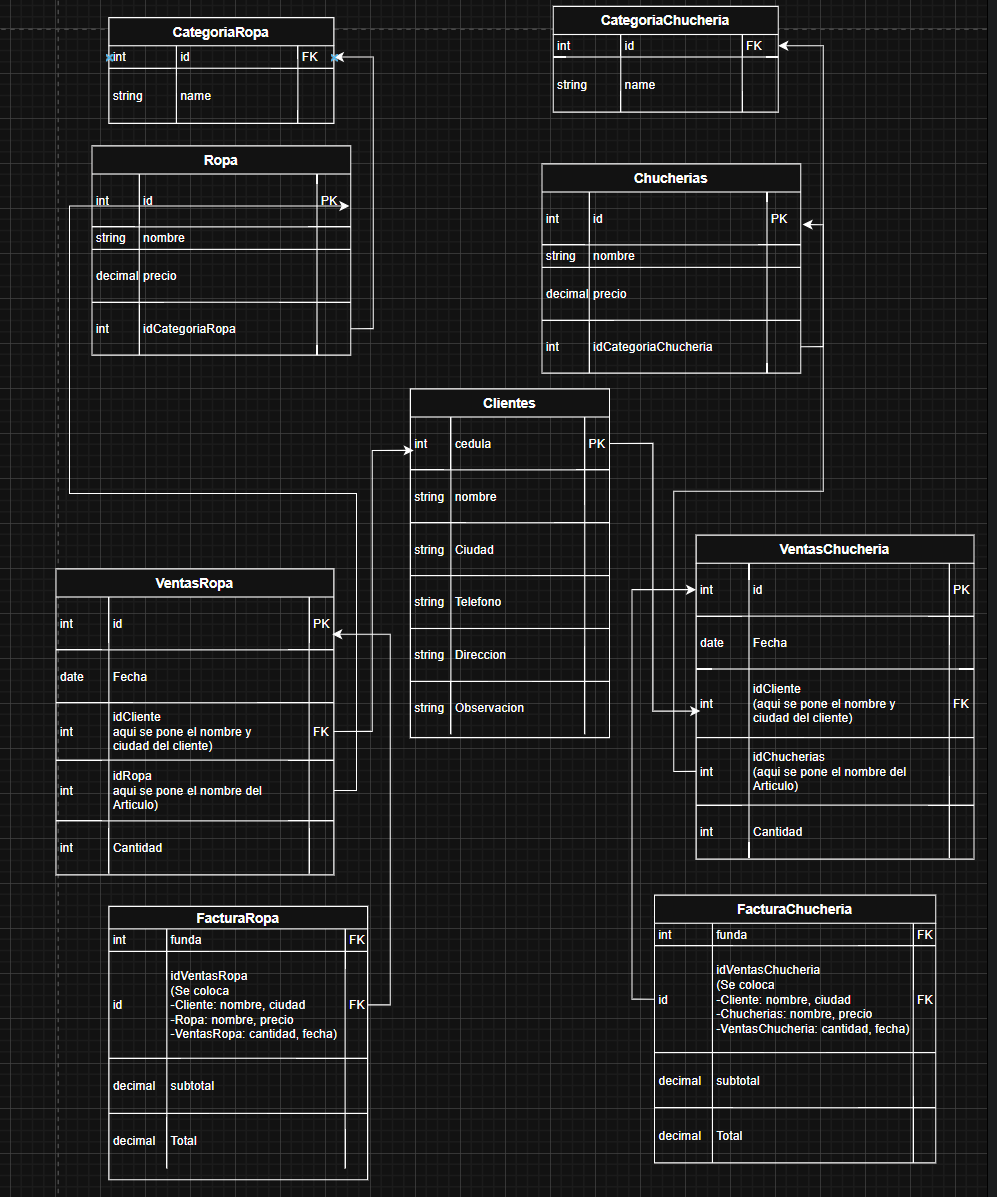 CategoriaRopa
int id FK
string name
CategoriaChucheria
int id FK
string name
Ropa
int id PK
string nombre
decimal precio
int idCategoriaRopa
Chucherias
int id PK
string nombre
decimal precio
int idCategoriaChucheria
Clientes
int cedula PK
string nombre
string Ciudad
string Telefono
string Direccion
string Observacion
VentasRopa
int id PK
date Fecha
idCliente
int aqui se pone el nombre y FK
ciudad del cliente)
idRopa
int aqui se pone el nombre del
Articulo)
int Cantidad
VentasChucheria
int id PK
date Fecha
idCliente
int (aqui se pone el nombre y FK
ciudad del cliente)
idChucherias
int (aqui se pone el nombre del
Articulo)
int Cantidad
FacturaRopa
int funda FK
idVentasRopa
(Se coloca
id -Cliente: nombre, ciudad FK
-Ropa: nombre, precio
-VentasRopa: cantidad, fecha)
decimal subtotal
decimal Total
FacturaChucheria
int funda FK
idVentasChucheria
(Se coloca
id -Cliente: nombre, ciudad FK
-Chucherias: nombre, precio
-VentasChucheria: cantidad, fecha)
decimal subtotal
decimal Total